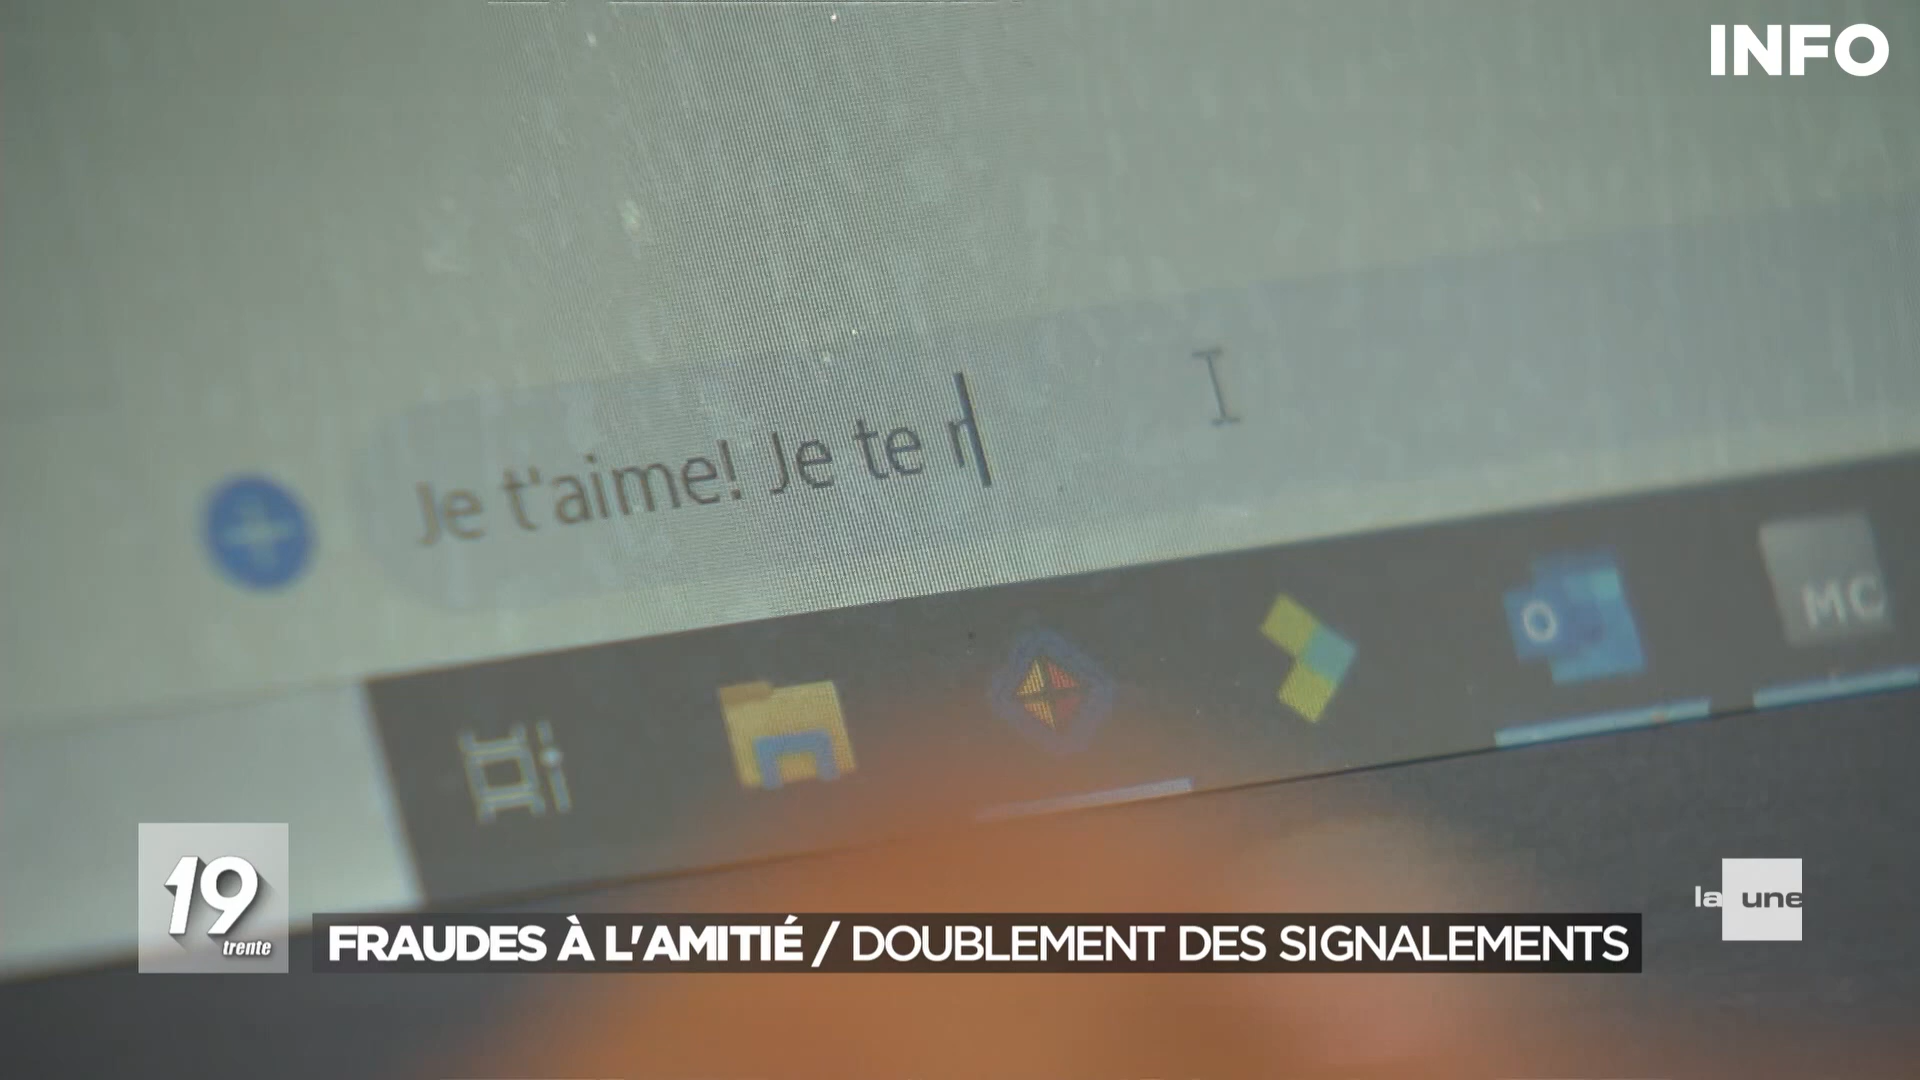 INFO
Je t'aime! Je te r
O
MC
19
trente
FRAUDES À L'AMITIÉ / DOUBLEMENT DES SIGNALEMENTS
la une